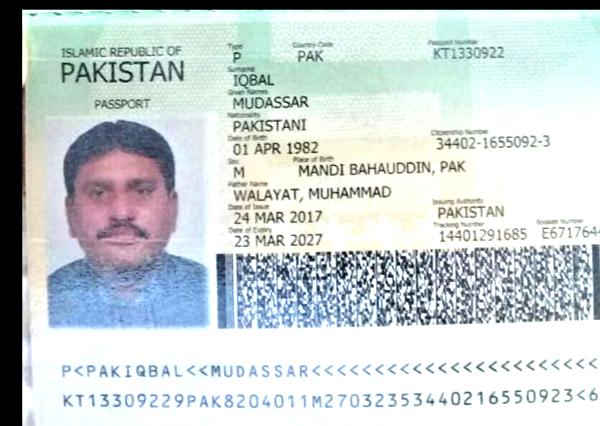 ISLAMIC REPUBLIC OF
PAKISTAN
PASSPORT
Type
P
Country Code
PAK
Passport Number
KT1330922
Surname
IQBAL
Given Names
MUDASSAR
Nationality
PAKISTANI
Date of Birth
01 APR 1982
Citizenship Number
34402-1655092-3
Sex
M
Place of Birth
MANDI BAHAUDDIN, PAK
Father Name
WALAYAT, MUHAMMAD
Date of Issue
24 MAR 2017
Issuing Authority
PAKISTAN
Date of Expiry
23 MAR 2027
Tracking Number
14401291685
Booklet Number
E6717644
P<PAKIQBAL<<MUDASSAR<<<<<<<<<<<<<<<<<<<<<<<
KT13309229PAK8204011M27032353440216550923<6